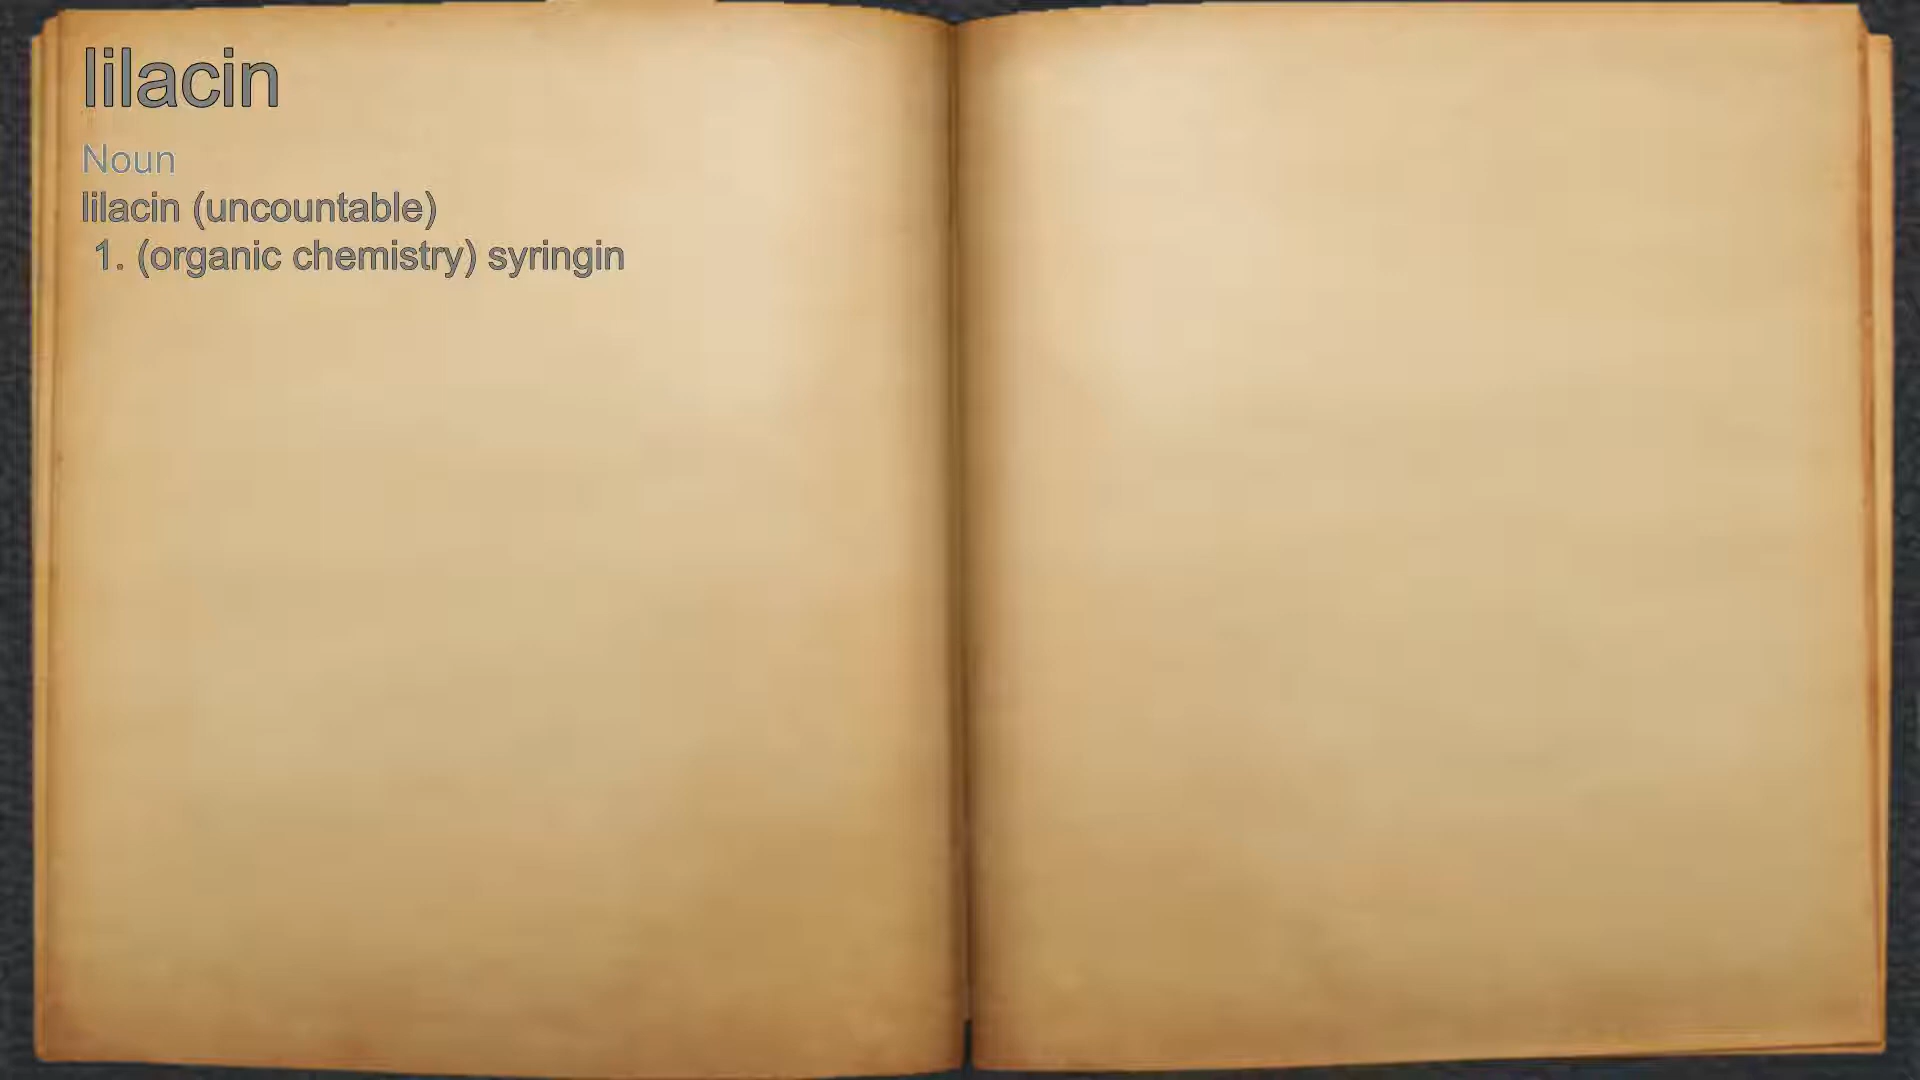 lilacin
Noun
lilacin (uncountable)
1. (organic chemistry) syringin